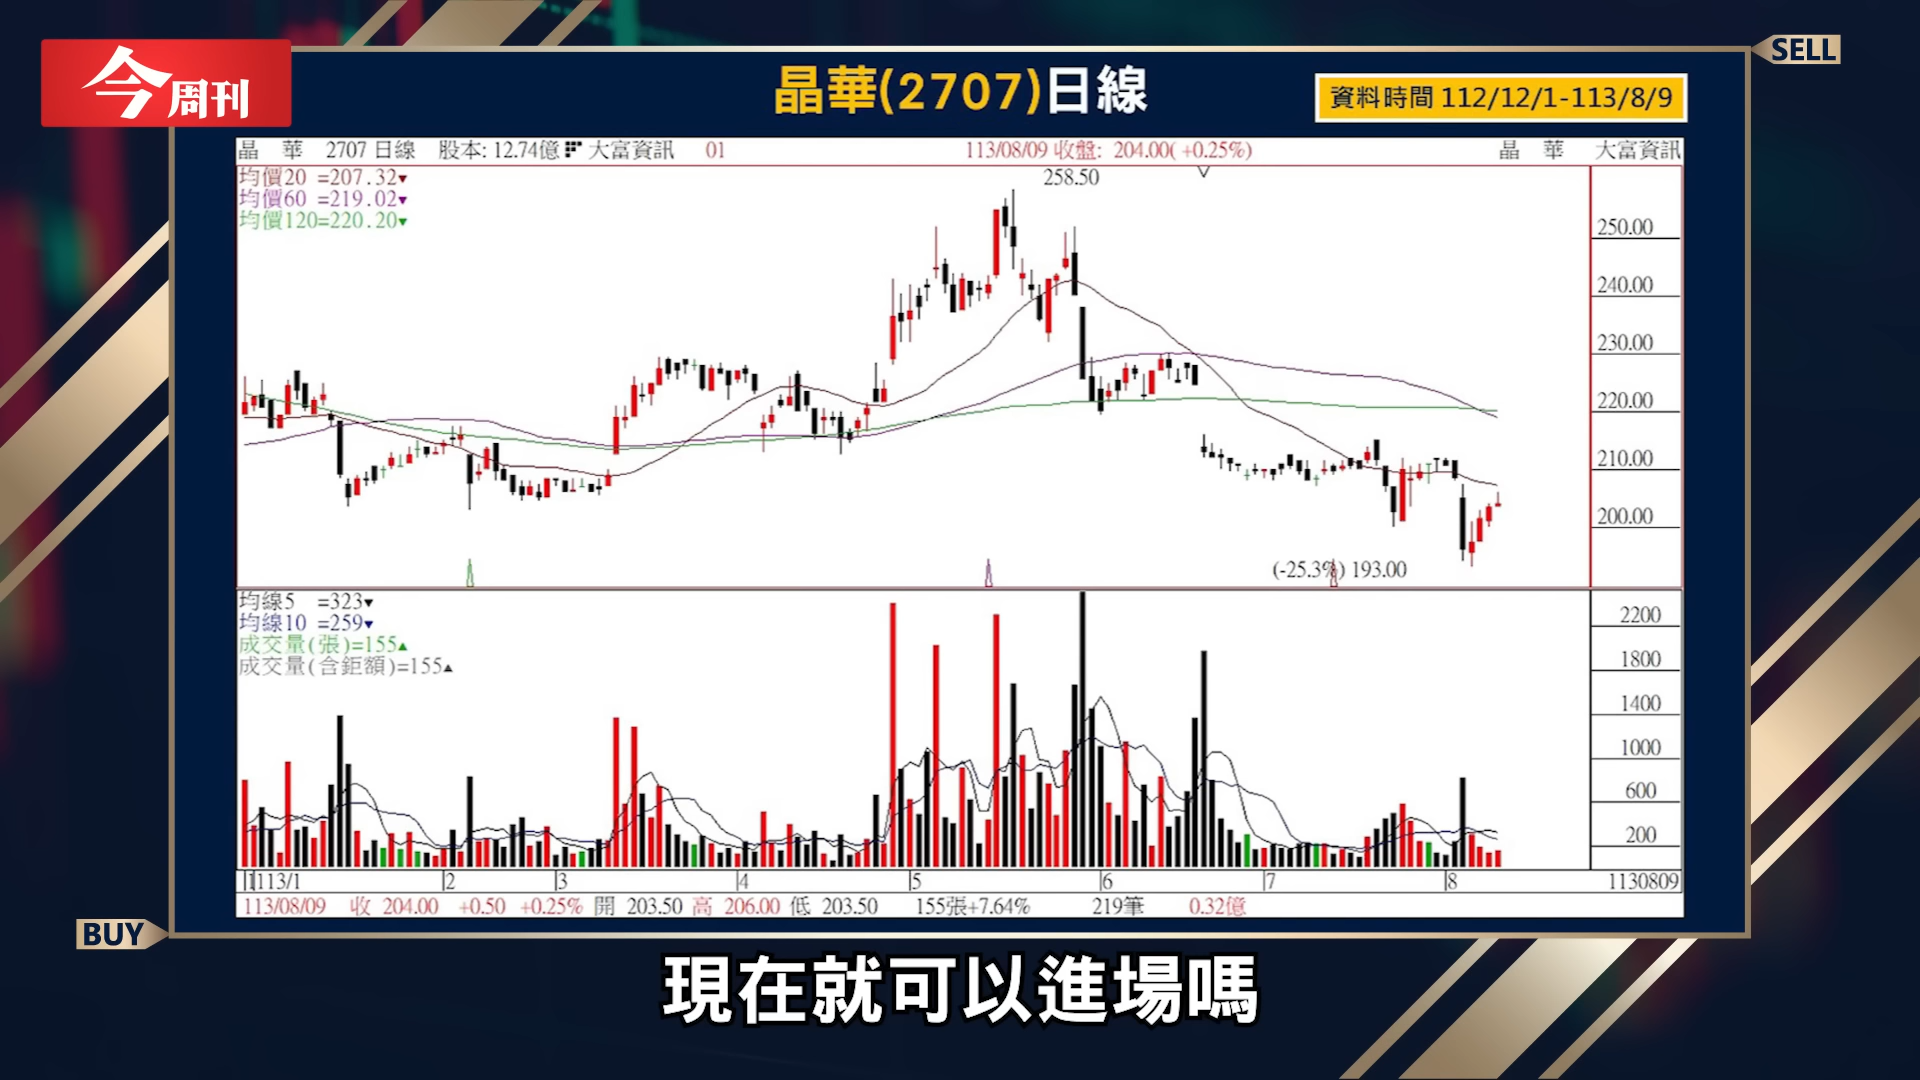 今周刊
SELL
晶華(2707)日線
資料時間 112/12/1-113/8/9
晶 華 2707 日線 股本: 12.74億 大富資訊 01 113/08/09 收盤: 204.00( +0.25%) 晶 華 大富資訊
均價20 =207.32▼
均價60 =219.02▼
均價120=220.20▼
258.50
250.00
240.00
230.00
220.00
210.00
200.00
(-25.3%) 193.00
均線5 =323▼
均線10 =259▼
成交量(張)=155▲
成交量(含鉅額)=155▲
2200
1800
1400
1000
600
200
113/1 2 3 4 5 6 7 8 1130809
113/08/09 收 204.00 +0.50 +0.25% 開 203.50 高 206.00 低 203.50 155張+7.64% 219筆 0.32億
BUY
現在就可以進場嗎